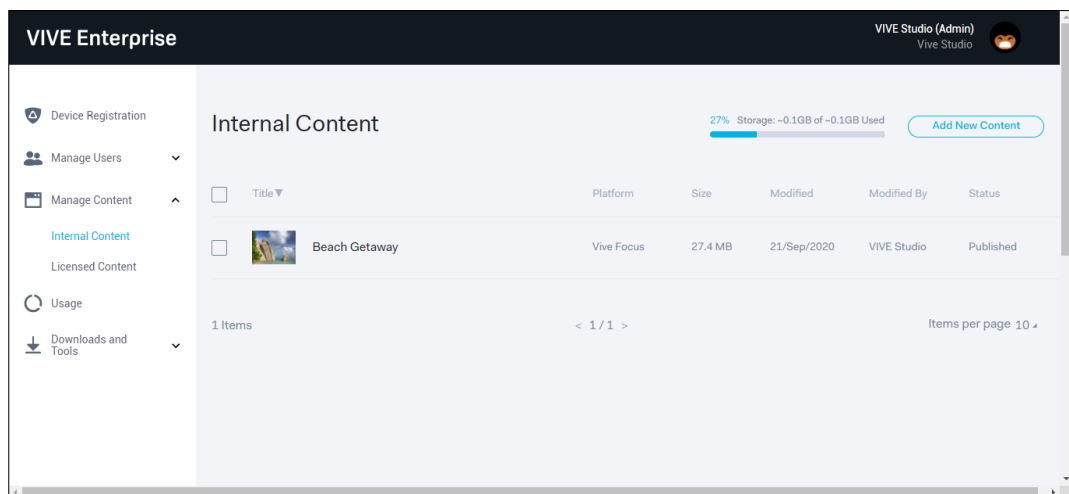 VIVE Enterprise
VIVE Studio (Admin)
Vive Studio
Device Registration
Manage Users
Manage Content
Internal Content
Licensed Content
Usage
Downloads and
Tools
Internal Content
27% Storage: ~0.1GB of ~0.1GB Used
Add New Content
Title▼ Platform Size Modified Modified By Status
Beach Getaway Vive Focus 27.4 MB 21/Sep/2020 VIVE Studio Published
1 Items < 1 / 1 > Items per page 10